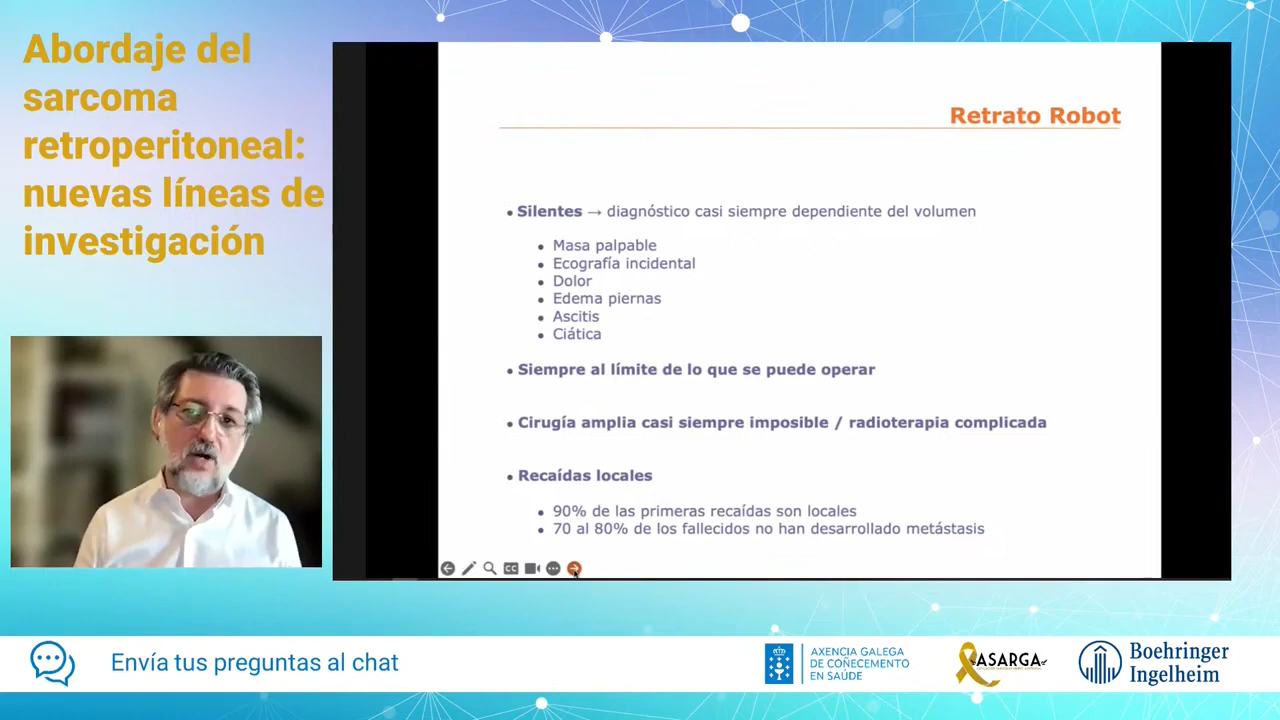 Abordaje del
sarcoma
retroperitoneal:
nuevas líneas de
investigación
Retrato Robot
• Silentes → diagnóstico casi siempre dependiente del volumen
• Masa palpable
• Ecografía incidental
• Dolor
• Edema piernas
• Ascitis
• Ciática
• Siempre al límite de lo que se puede operar
• Cirugía amplia casi siempre imposible / radioterapia complicada
• Recaídas locales
• 90% de las primeras recaídas son locales
• 70 al 80% de los fallecidos no han desarrollado metástasis
CC
Envía tus preguntas al chat
AXENCIA GALEGA
DE COÑECEMENTO
EN SAÚDE
ASARGA
Boehringer
Ingelheim